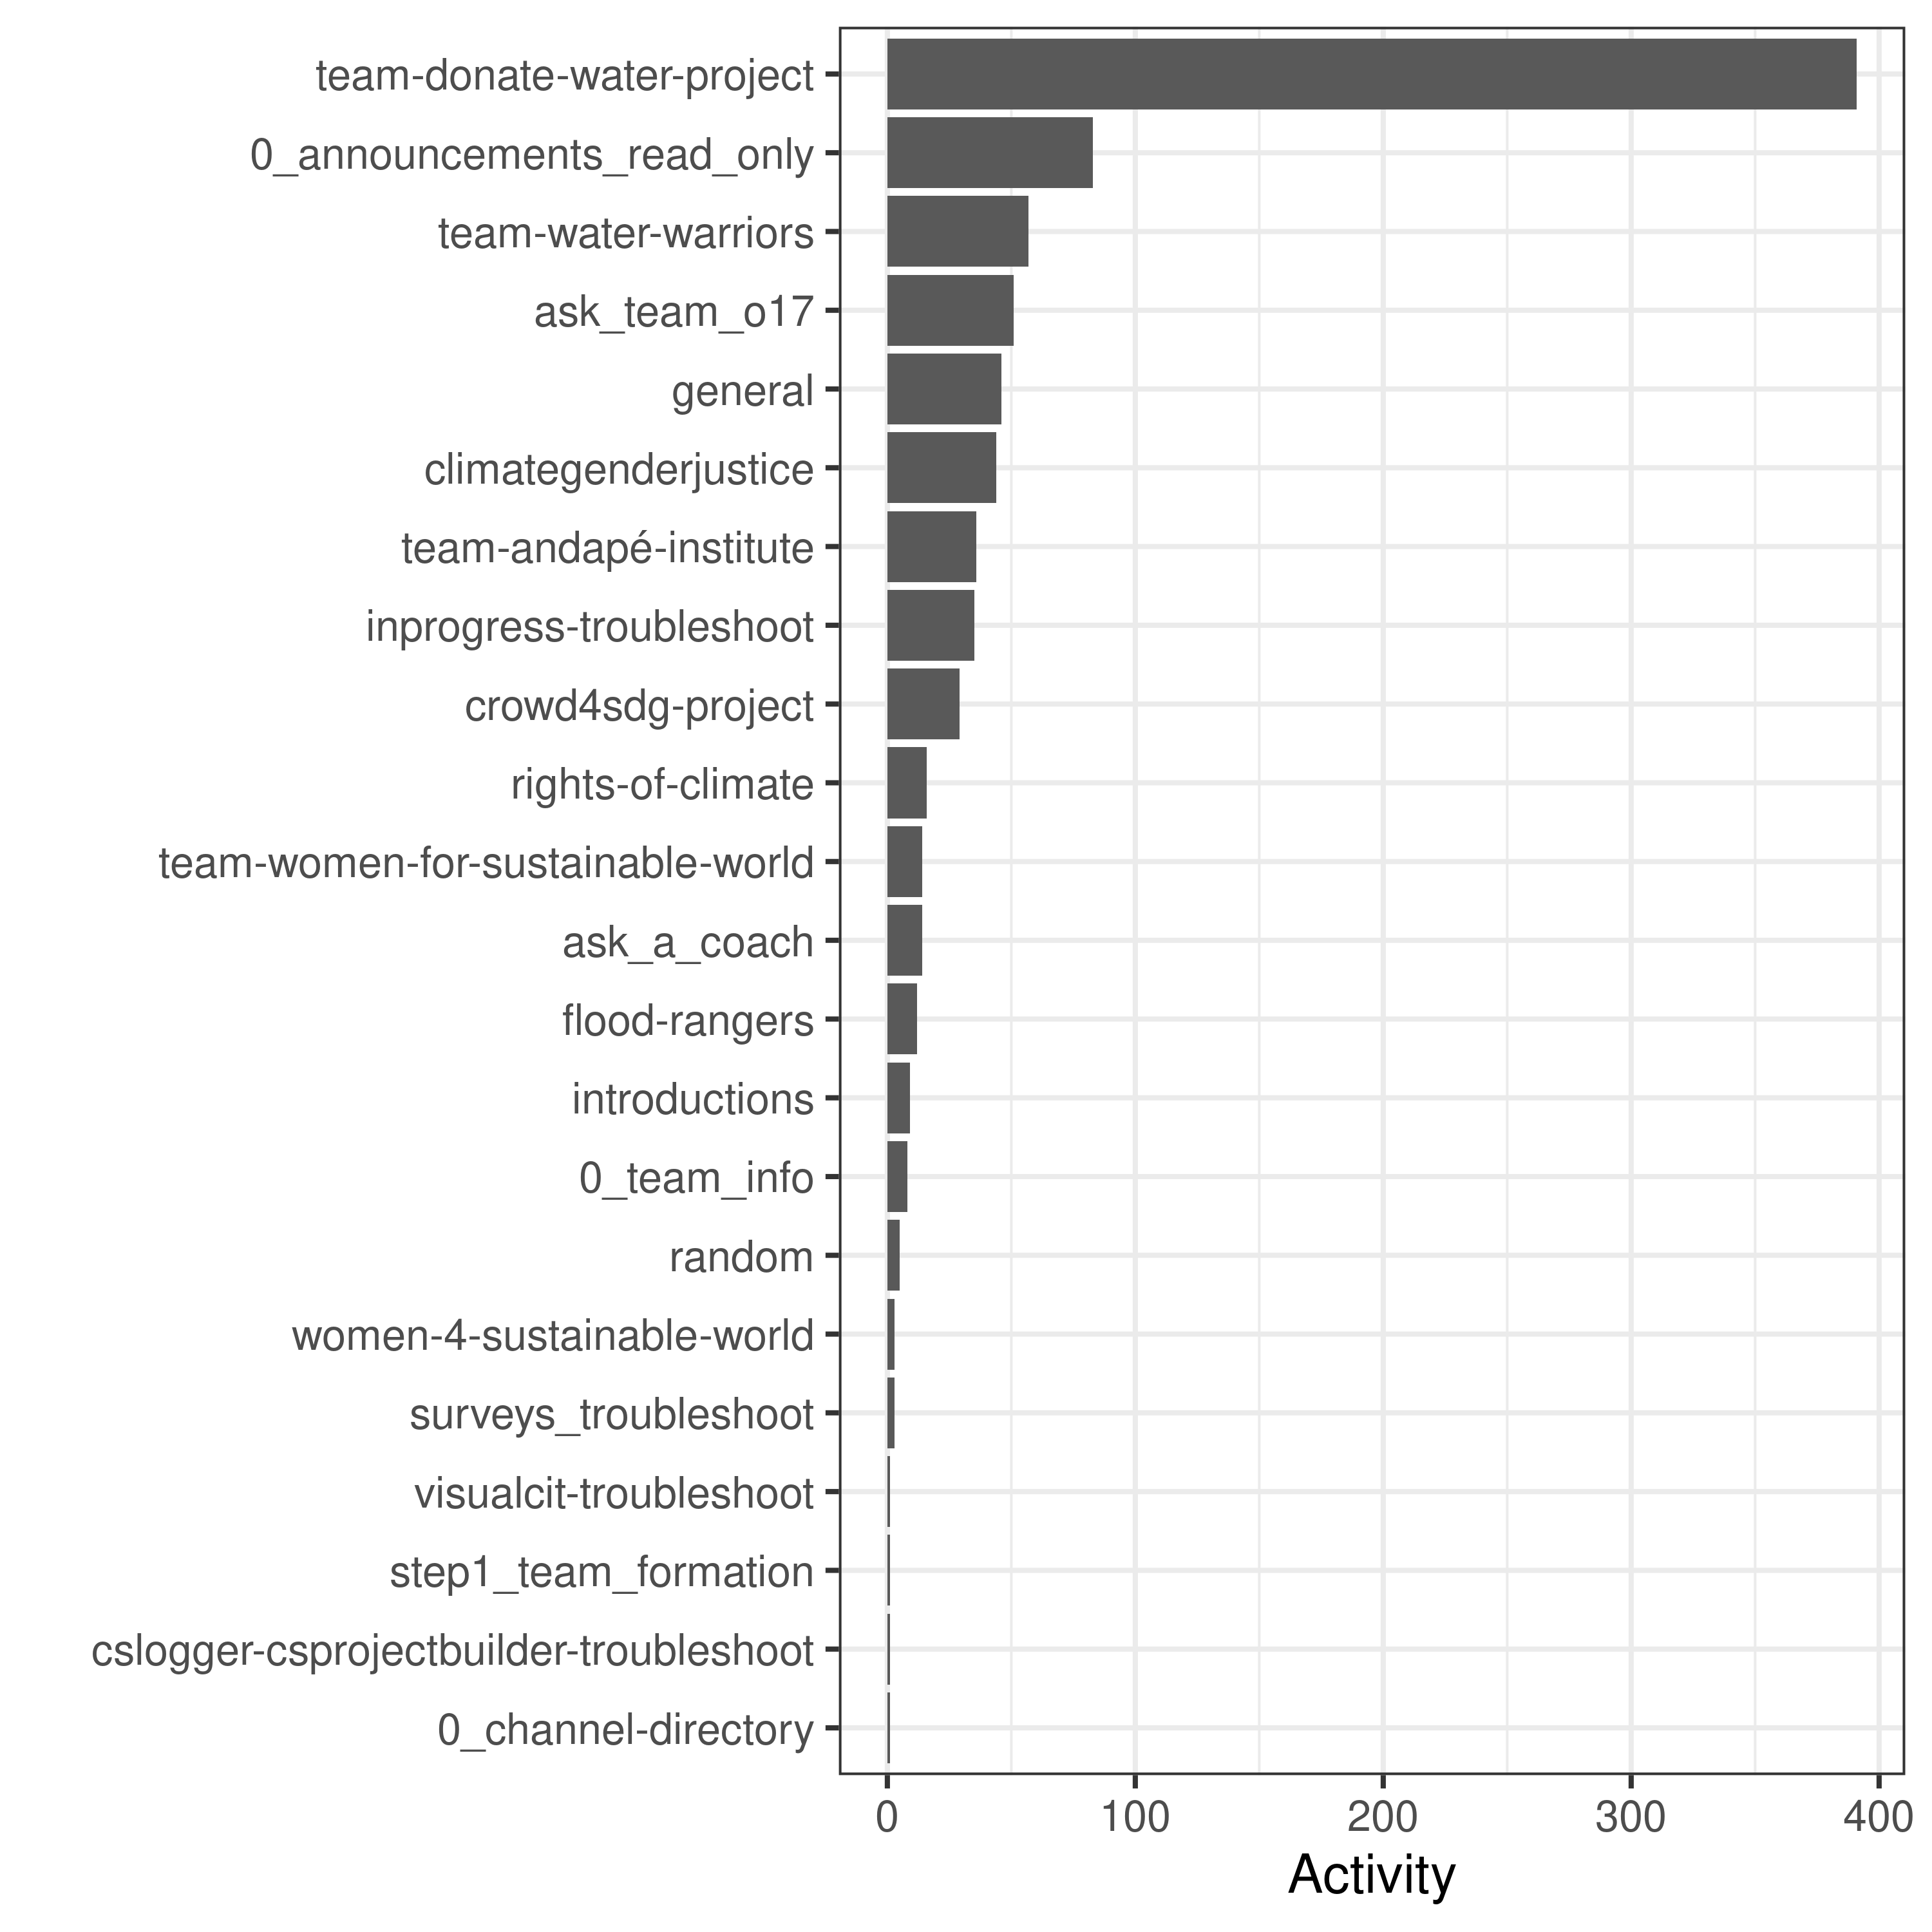 team-donate-water-project
0_announcements_read_only
team-water-warriors
ask_team_o17
general
climategenderjustice
team-andapé-institute
inprogress-troubleshoot
crowd4sdg-project
rights-of-climate
team-women-for-sustainable-world
ask_a_coach
flood-rangers
introductions
0_team_info
random
women-4-sustainable-world
surveys_troubleshoot
visualcit-troubleshoot
step1_team_formation
cslogger-csprojectbuilder-troubleshoot
0_channel-directory
0 100 200 300 400
Activity